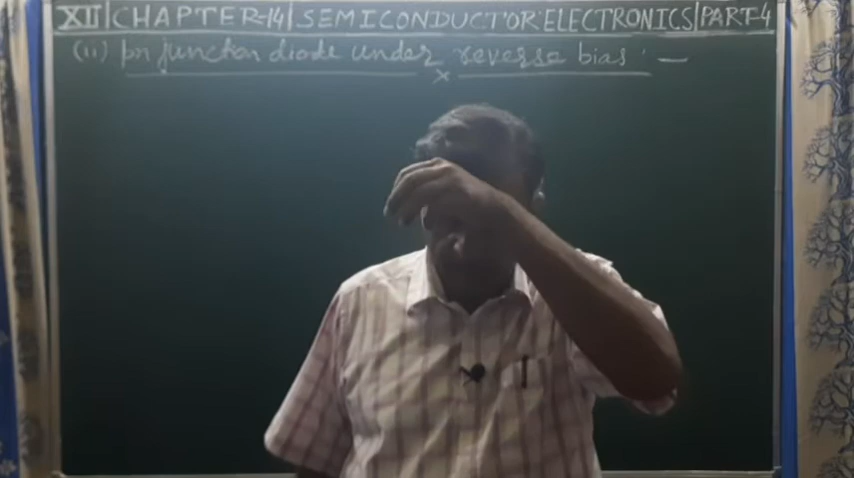 XII|CHAPTER-14|SEMICONDUCTOR ELECTRONICS|PART-4
(ii) pn junction diode under reverse bias —
x